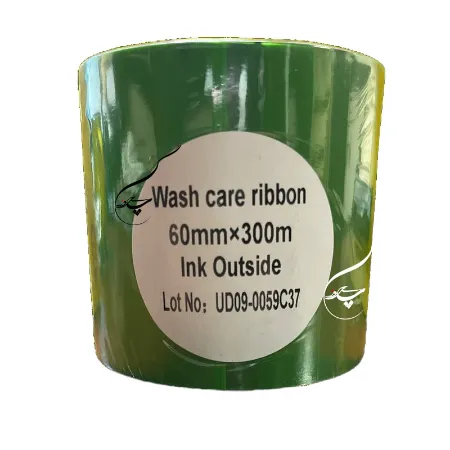 Wash care ribbon
60mm×300m
Ink Outside
Lot No: UD09-0059C37